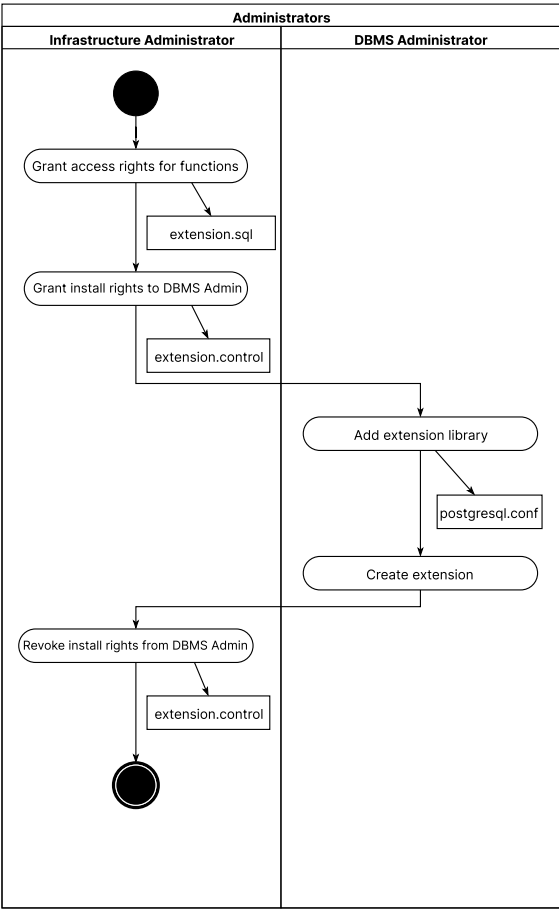 Administrators
Infrastructure Administrator
DBMS Administrator
Grant access rights for functions
extension.sql
Grant install rights to DBMS Admin
extension.control
Add extension library
postgresql.conf
Create extension
Revoke install rights from DBMS Admin
extension.control